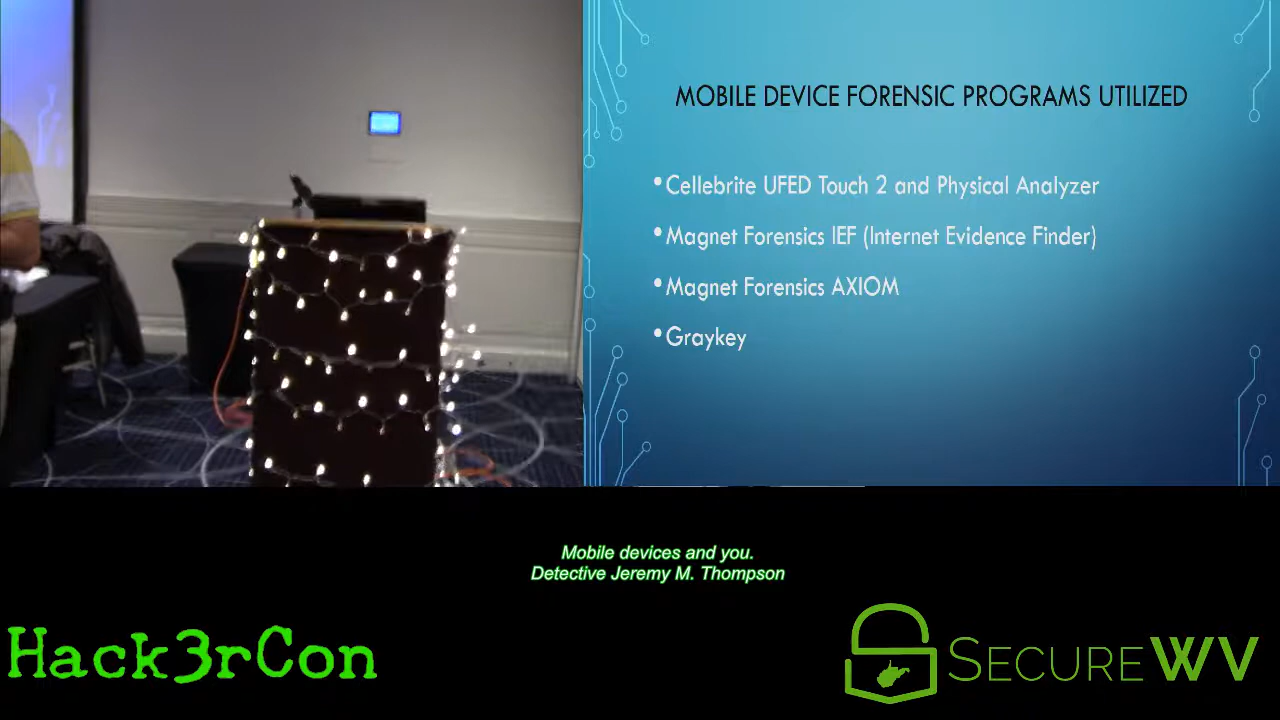 MOBILE DEVICE FORENSIC PROGRAMS UTILIZED
• Cellebrite UFED Touch 2 and Physical Analyzer
• Magnet Forensics IEF (Internet Evidence Finder)
• Magnet Forensics AXIOM
• Graykey
Mobile devices and you.
Detective Jeremy M. Thompson
Hack3rCon
SECUREWV